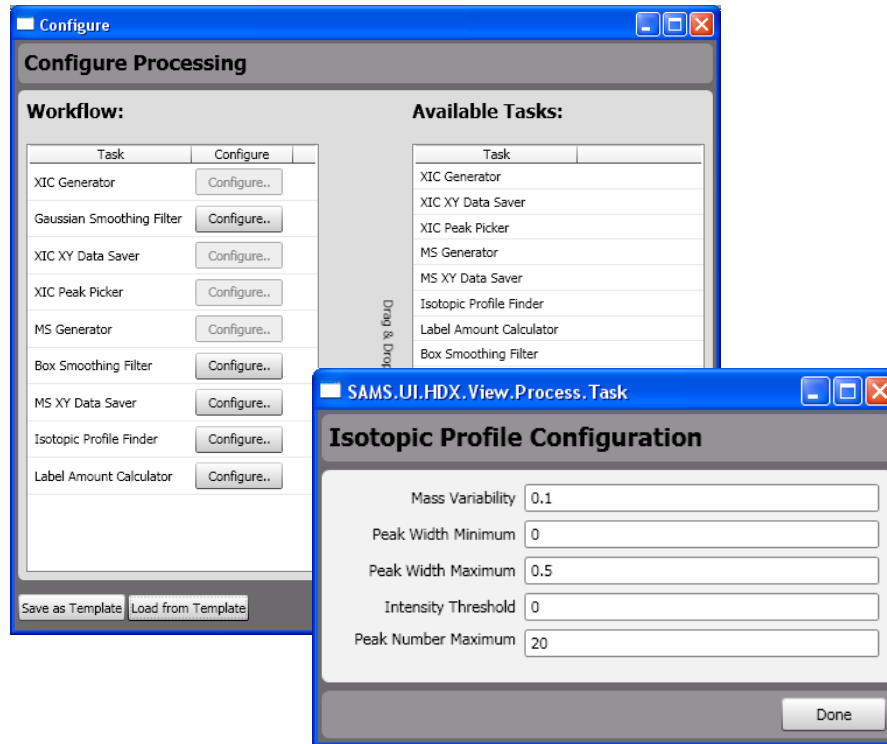 Configure
Configure Processing
Workflow:
Available Tasks:
Task Configure
XIC Generator Configure..
Gaussian Smoothing Filter Configure..
XIC XY Data Saver Configure..
XIC Peak Picker Configure..
MS Generator Configure..
Box Smoothing Filter Configure..
MS XY Data Saver Configure..
Isotopic Profile Finder Configure..
Label Amount Calculator Configure..
Drag & Drop
Task
XIC Generator
XIC XY Data Saver
XIC Peak Picker
MS Generator
MS XY Data Saver
Isotopic Profile Finder
Label Amount Calculator
Box Smoothing Filter
Save as Template Load from Template
SAMS.UI.HDX.View.Process.Task
Isotopic Profile Configuration
Mass Variability 0.1
Peak Width Minimum 0
Peak Width Maximum 0.5
Intensity Threshold 0
Peak Number Maximum 20
Done